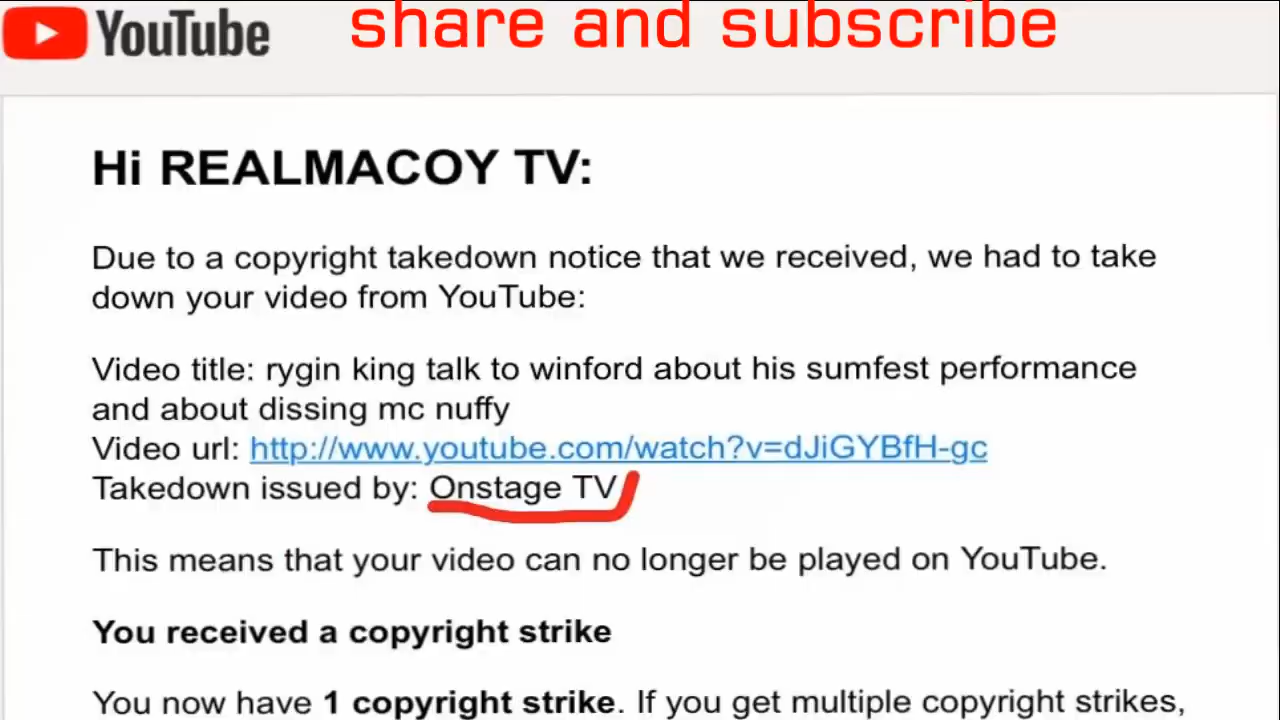 YouTube
share and subscribe
Hi REALMACOY TV:
Due to a copyright takedown notice that we received, we had to take
down your video from YouTube:
Video title: rygin king talk to winford about his sumfest performance
and about dissing mc nuffy
Video url: http://www.youtube.com/watch?v=dJiGYBfH-gc
Takedown issued by: Onstage TV
This means that your video can no longer be played on YouTube.
You received a copyright strike
You now have 1 copyright strike. If you get multiple copyright strikes,